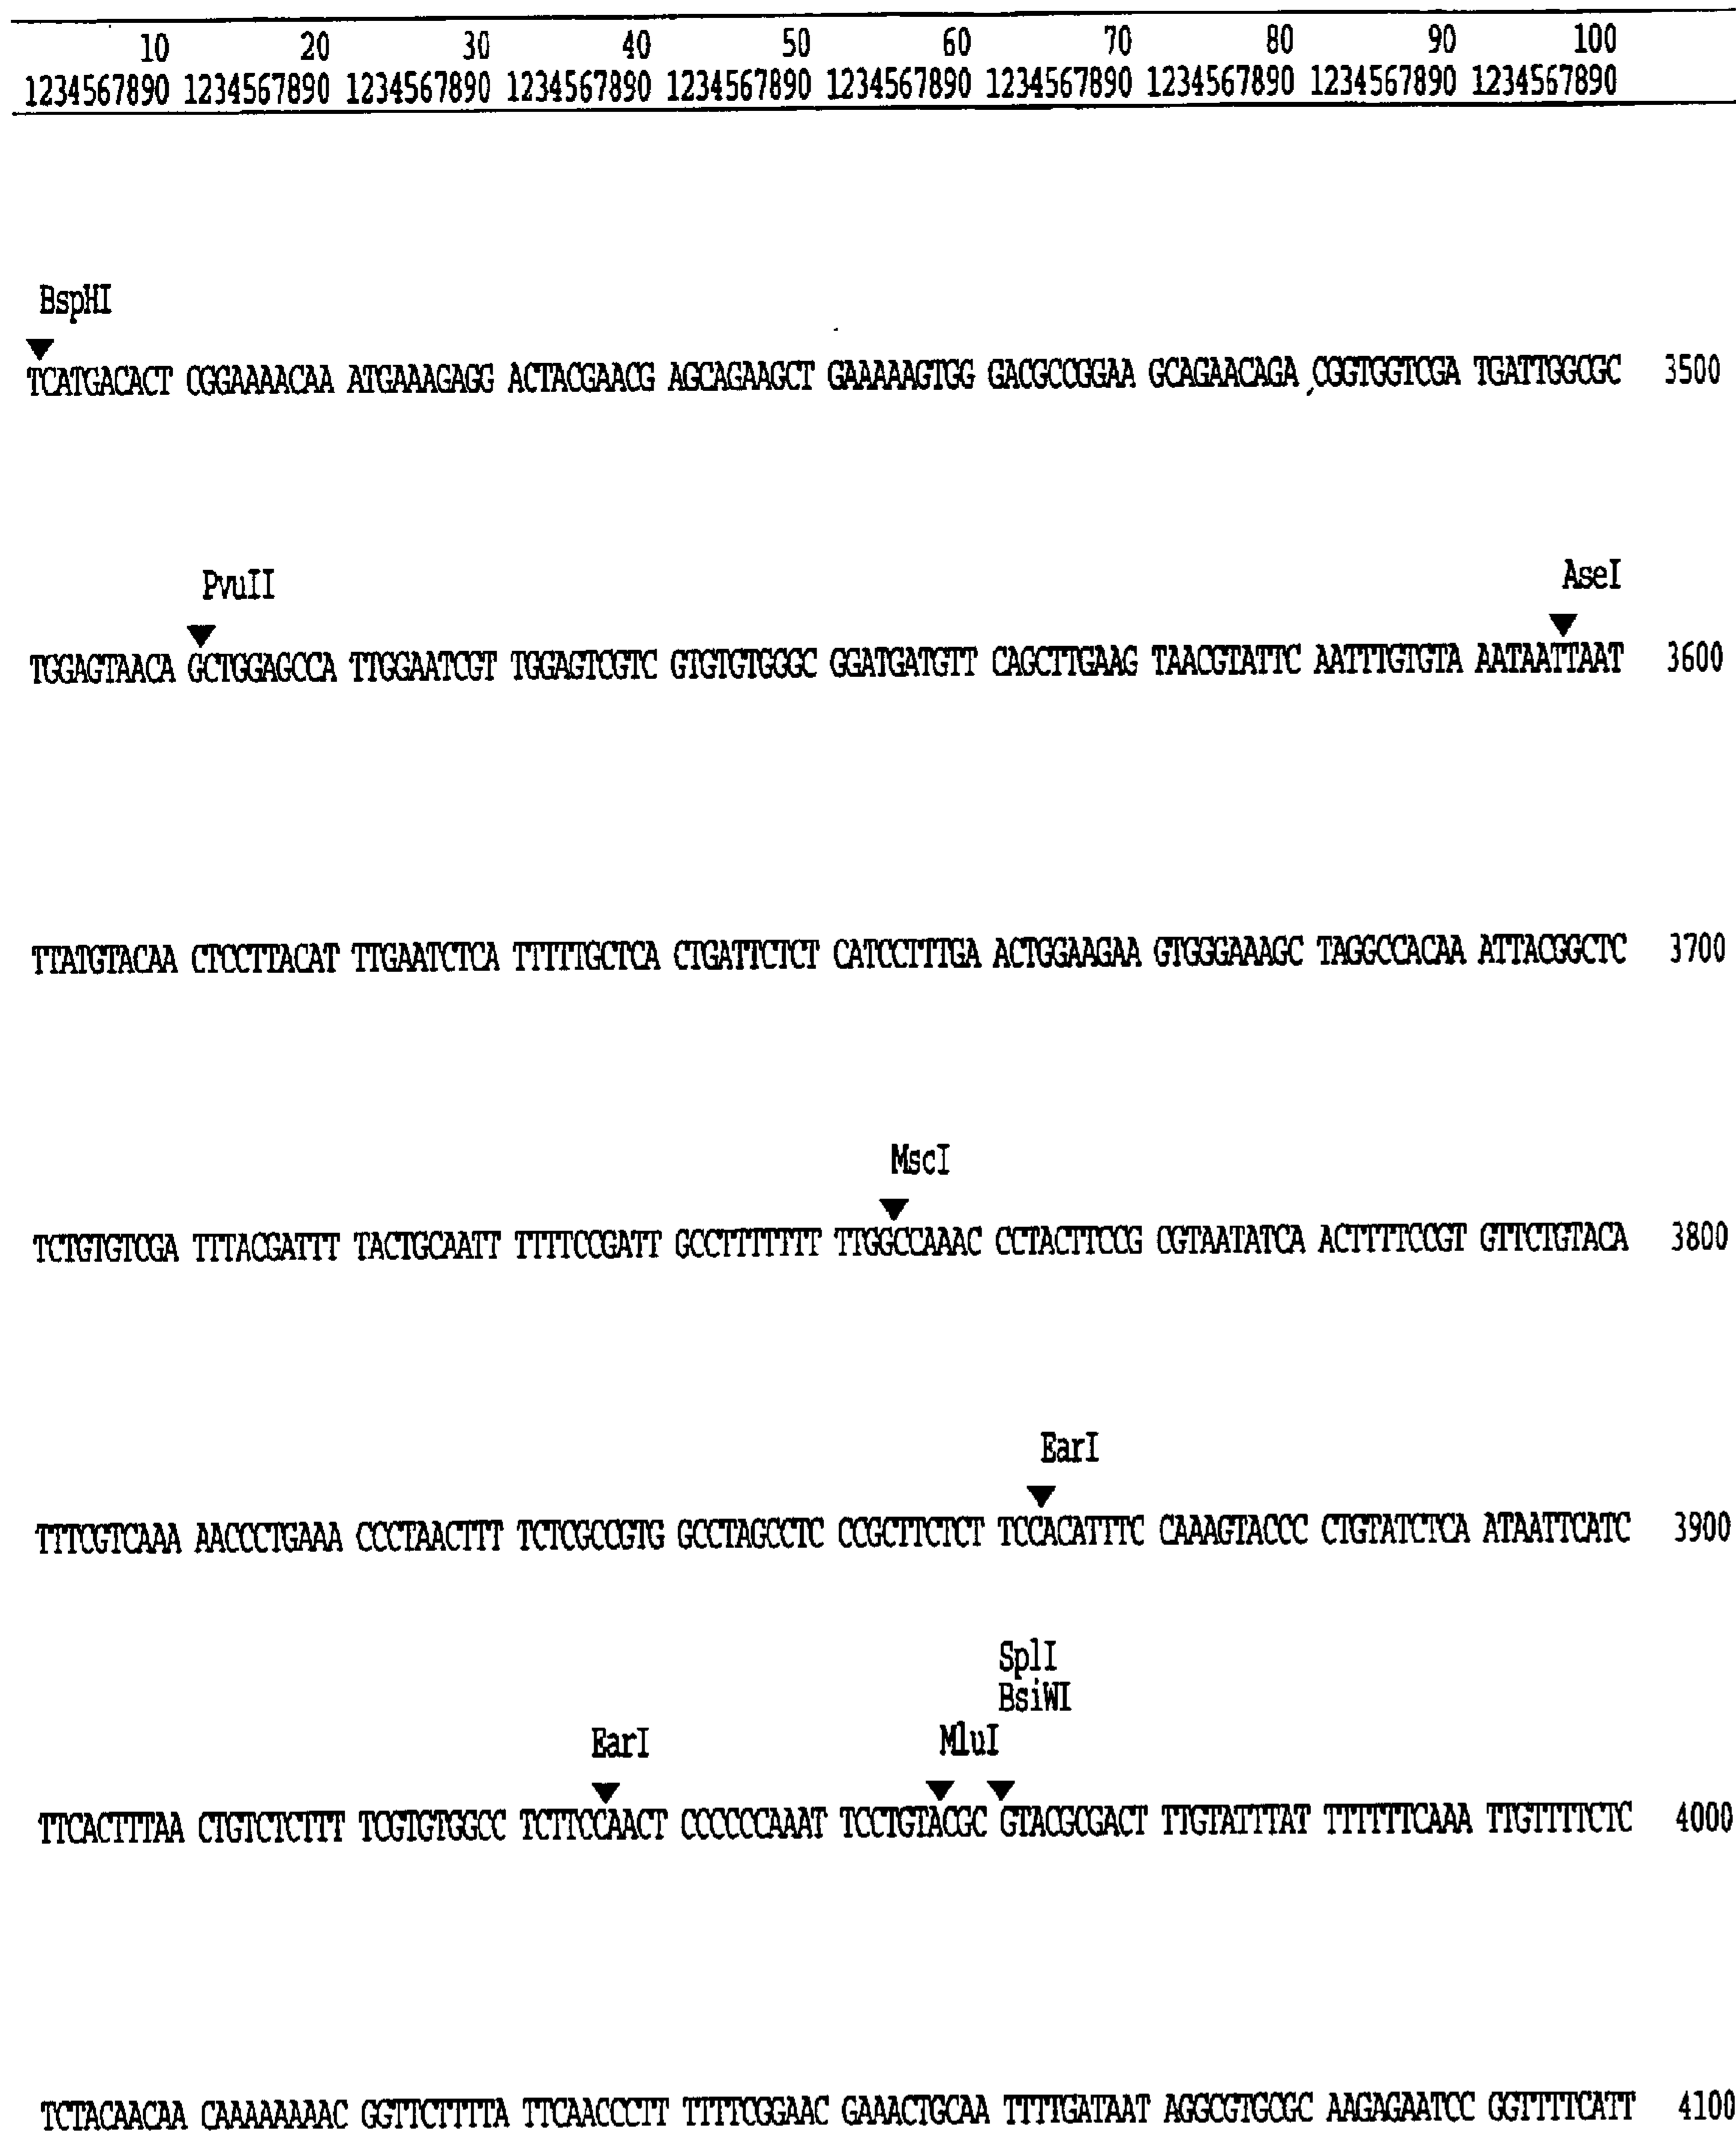 10 20 30 40 50 60 70 80 90 100
1234567890 1234567890 1234567890 1234567890 1234567890 1234567890 1234567890 1234567890 1234567890 1234567890
BspHI
TCATGACACT CGGAAAACAA ATGAAAGAGG ACTACGAACG AGCAGAAGCT GAAAAAGTGG GACGCCGGAA GCAGAACAGA CGGTGGTCGA TGATTGGCGC 3500
PvuII AseI
TGGAGTAACA GCTGGAGCCA TTGGAATCGT TGGAGTCGTC GTGTGTGGGC GGATGATGTT CAGCTTGAAG TAACGTATTC AATTTGTGTA AATAATTAAT 3600
TTATGTACAA CTCCTTACAT TTGAATCTCA TTTTTGCTCA CTGATTCTCT CATCCTTTGA ACTGGAAGAA GTGGGAAAGC TAGGCCACAA ATTACGGCTC 3700
MscI
TCTGTGTCGA TTTACGATTT TACTGCAATT TTTTCCGATT GCCTTTTTTT TTGGCCAAAC CCTACTTCCG CGTAATATCA ACTTTTCCGT GTTCTGTACA 3800
EarI
TTTCGTCAAA AACCCTGAAA CCCTAACTTT TCTCGCCGTG GCCTAGCCTC CCGCTTCTCT TCCACATTTC CAAAGTACCC CTGTATCTCA ATAATTCATC 3900
SplI
BsiWI
EarI MluI
TTCACTTTAA CTGTCTCTTT TCGTGTGGCC TCTTCCAACT CCCCCCAAAT TCCTGTACGC GTACGCGACT TTGTATTTAT TTTTTTCAAA TTGTTTTCTC 4000
TCTACAACAA CAAAAAAAAC GGTTCTTTTA TTCAACCCTT TTTTCGGAAC GAAACTGCAA TTTTTGATAAT AGGCGTGCGC AAGAGAATCC GGTTTTCATT 4100